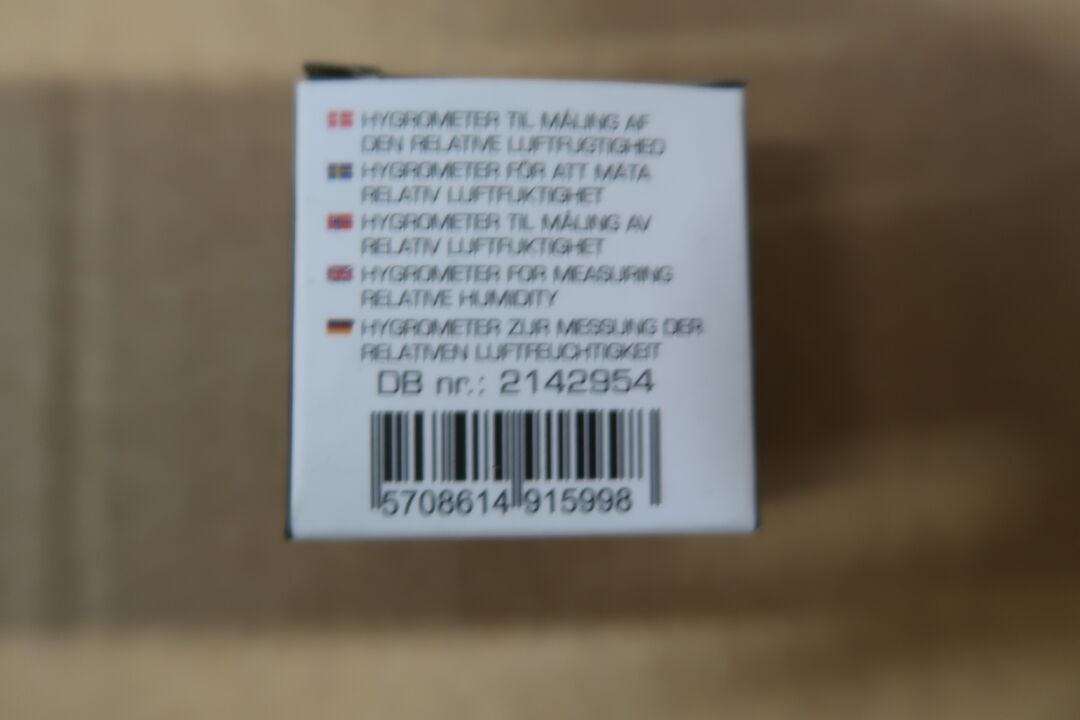 HYGROMETER TIL MÅLING AF
DEN RELATIVE LUFTFUGTIGHED
HYGROMETER FÖR ATT MÄTA
RELATIV LUFTFUKTIGHET
HYGROMETER TIL MÅLING AV
RELATIV LUFTFUKTIGHET
HYGROMETER FOR MEASURING
RELATIVE HUMIDITY
HYGROMETER ZUR MESSUNG DER
RELATIVEN LUFTFEUCHTIGKEIT
DB nr.: 2142954
5708614 915998